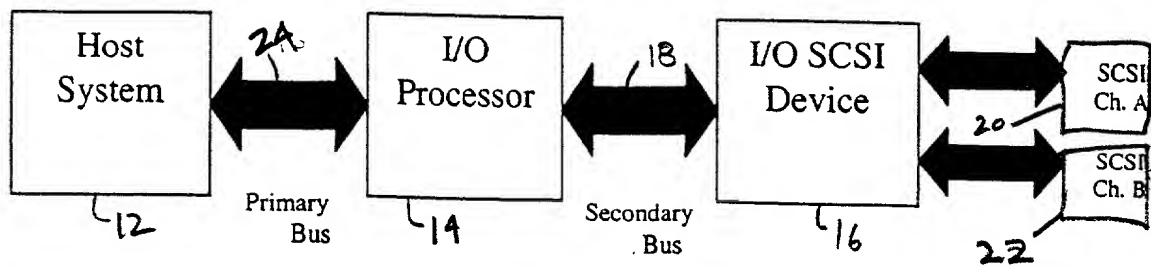 Host
System
24
I/O
Processor
18
I/O SCSI
Device
SCSI
Ch. A
20
SCSI
Ch. B
12
Primary
Bus
14
Secondary
Bus
16
22